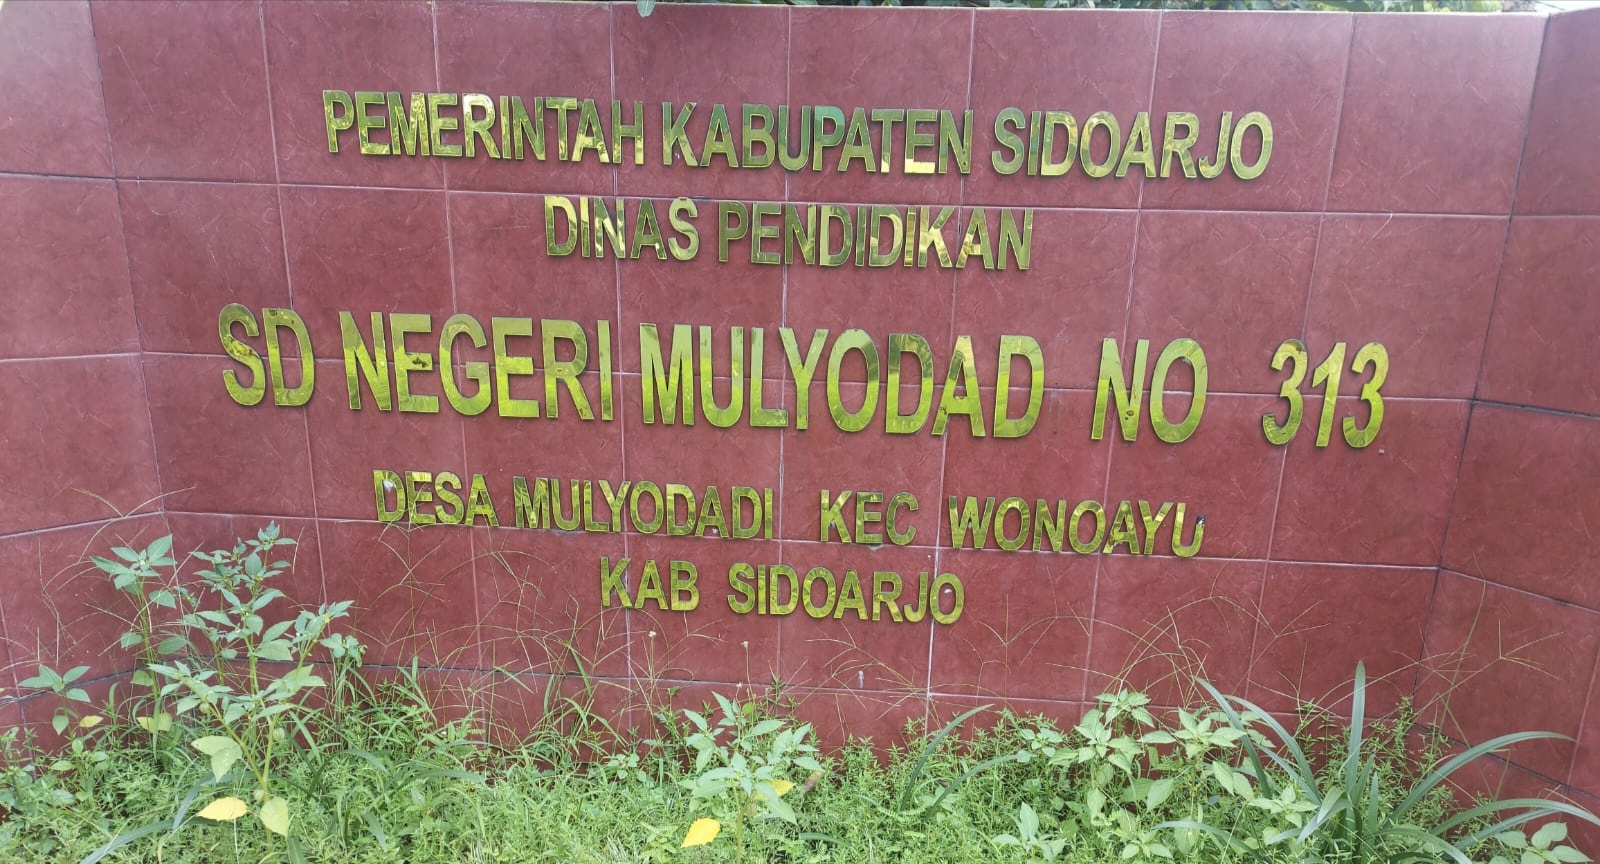 PEMERINTAH KABUPATEN SIDOARJO
DINAS PENDIDIKAN
SD NEGERI MULYODAD NO 313
DESA MULYODADI KEC WONOAYU
KAB SIDOARJO